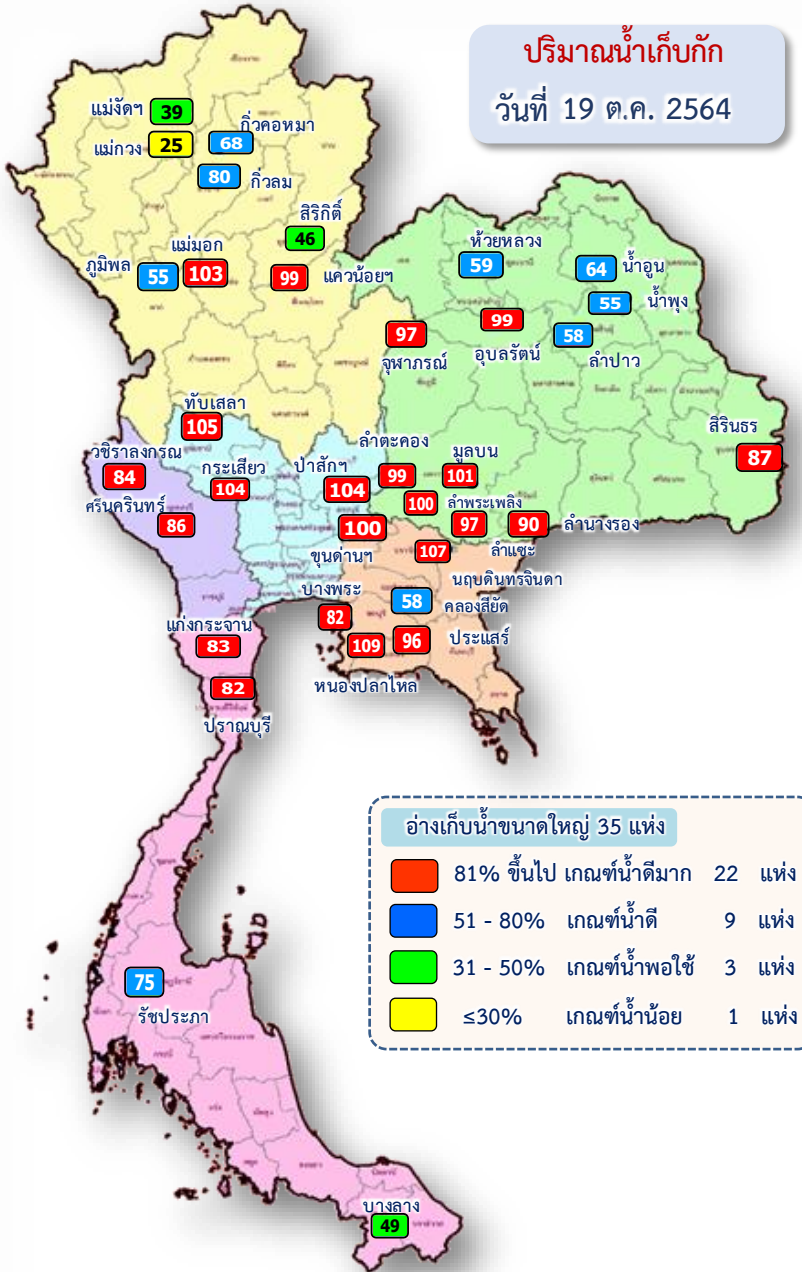 ปริมาณน้ำเก็บกัก
วันที่ 19 ต.ค. 2564
แม่งัดฯ 39
กิ่วคอหมา 68
แม่กวง 25
80 กิ่วลม
สิริกิติ์ 46
ภูมิพล 55
แม่มอก 103
99 แควน้อยฯ
ห้วยหลวง 59
64 น้ำอูน
55 น้ำพุง
99 อุบลรัตน์
58 ลำปาว
97 จุฬาภรณ์
ทับเสลา 105
สิรินธร 87
วชิราลงกรณ 84
กระเสียว 104
ป่าสักฯ 104
ลำตะคอง 99
มูลบน 101
100 ลำพระเพลิง
ศรีนครินทร์ 86
100 ขุนด่านฯ
97 ลำแซะ
90 ลำนางรอง
107 นฤบดินทรจินดา
บางพระ 82
58 คลองสียัด
109 หนองปลาไหล
96 ประแสร์
แก่งกระจาน 83
82 ปราณบุรี
อ่างเก็บน้ำขนาดใหญ่ 35 แห่ง
81% ขึ้นไป เกณฑ์น้ำดีมาก 22 แห่ง
51 - 80% เกณฑ์น้ำดี 9 แห่ง
31 - 50% เกณฑ์น้ำพอใช้ 3 แห่ง
≤30% เกณฑ์น้ำน้อย 1 แห่ง
75 รัชประภา
บางลาง 49